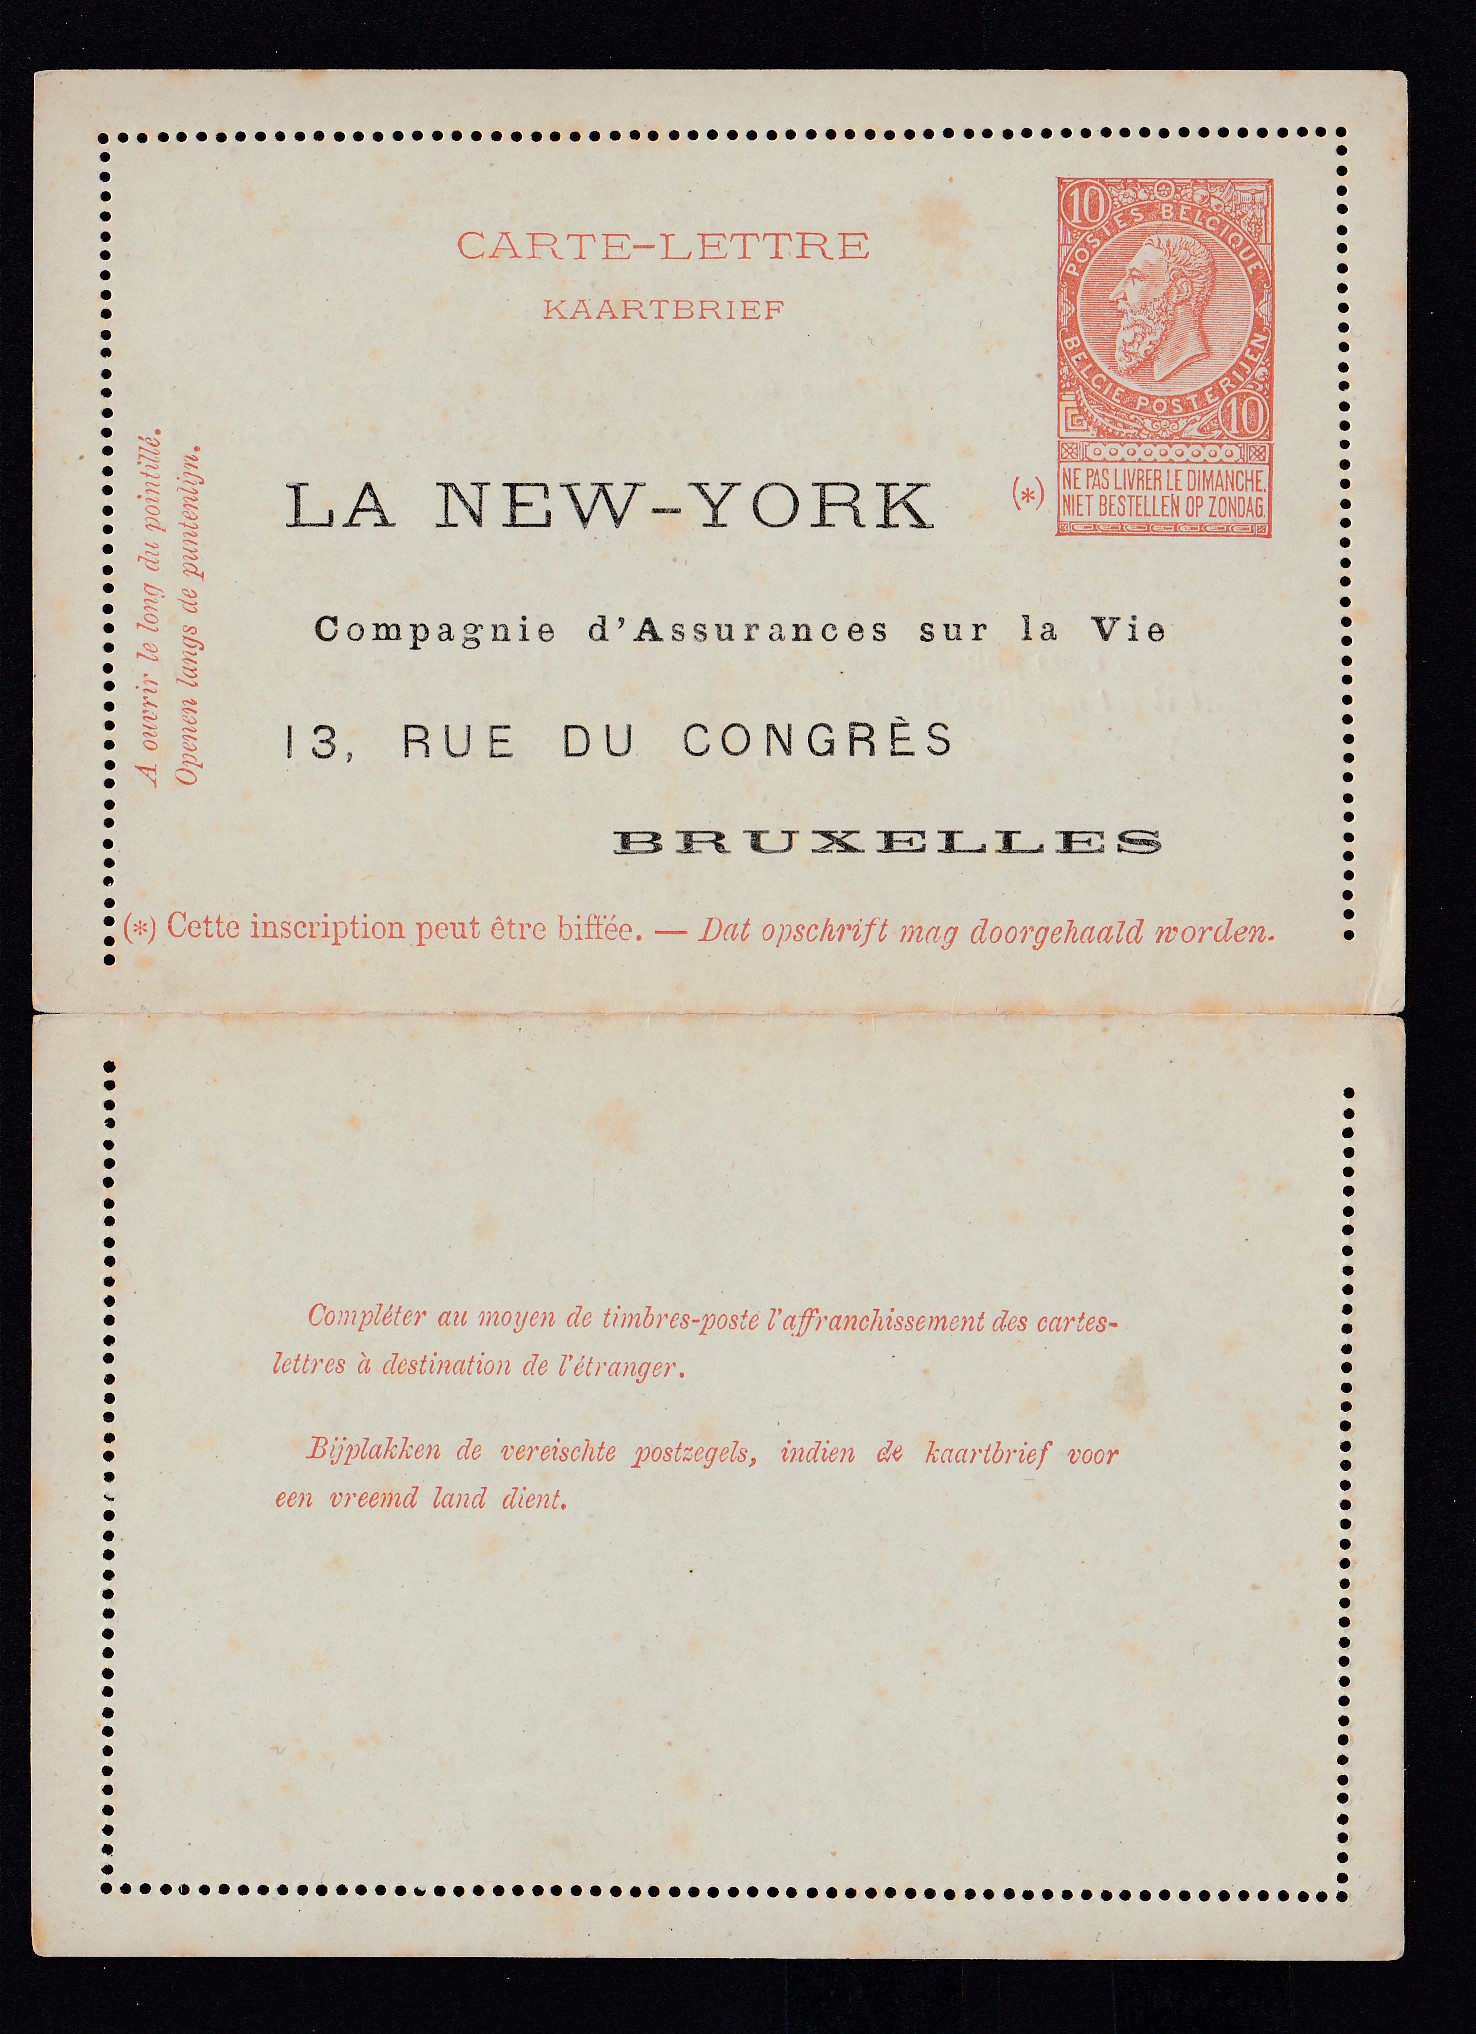 CARTE-LETTRE
KAARTBRIEF
10
POSTES BELGIQUE
BELGIE POSTERIJEN
10
(*)
NE PAS LIVRER LE DIMANCHE.
NIET BESTELLEN OP ZONDAG.
A ouvrir le long du pointillé.
Openen langs de puntenlijn.
LA NEW-YORK
Compagnie d'Assurances sur la Vie
13, RUE DU CONGRÈS
BRUXELLES
(*) Cette inscription peut être biffée. — Dat opschrift mag doorgehaald worden.
Compléter au moyen de timbres-poste l'affranchissement des cartes-
lettres à destination de l'étranger.
Bijplakken de vereischte postzegels, indien de kaartbrief voor
een vreemd land dient.